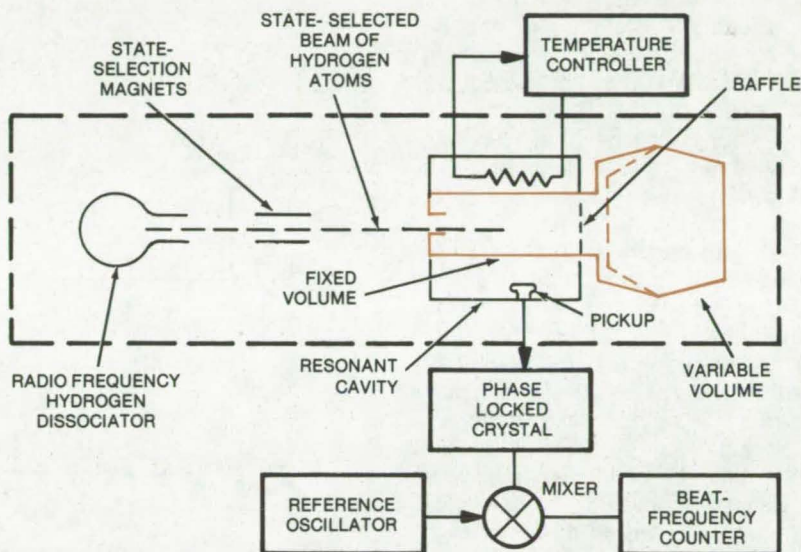 STATE-
SELECTION
MAGNETS
STATE- SELECTED
BEAM OF
HYDROGEN
ATOMS
TEMPERATURE
CONTROLLER
BAFFLE
FIXED
VOLUME
PICKUP
RADIO FREQUENCY
HYDROGEN
DISSOCIATOR
RESONANT
CAVITY
VARIABLE
VOLUME
PHASE
LOCKED
CRYSTAL
REFERENCE
OSCILLATOR
MIXER
BEAT-
FREQUENCY
COUNTER